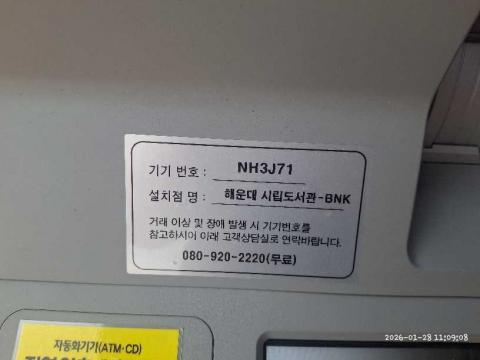 기기 번호 : NH3J71
설치점 명 : 해운대 시립도서관-BNK
거래 이상 및 장애 발생 시 기기번호를
참고하시어 아래 고객상담실로 연락바랍니다.
080-920-2220(무료)
자동화기기(ATM·CD)
2026-01-28 11:09:08